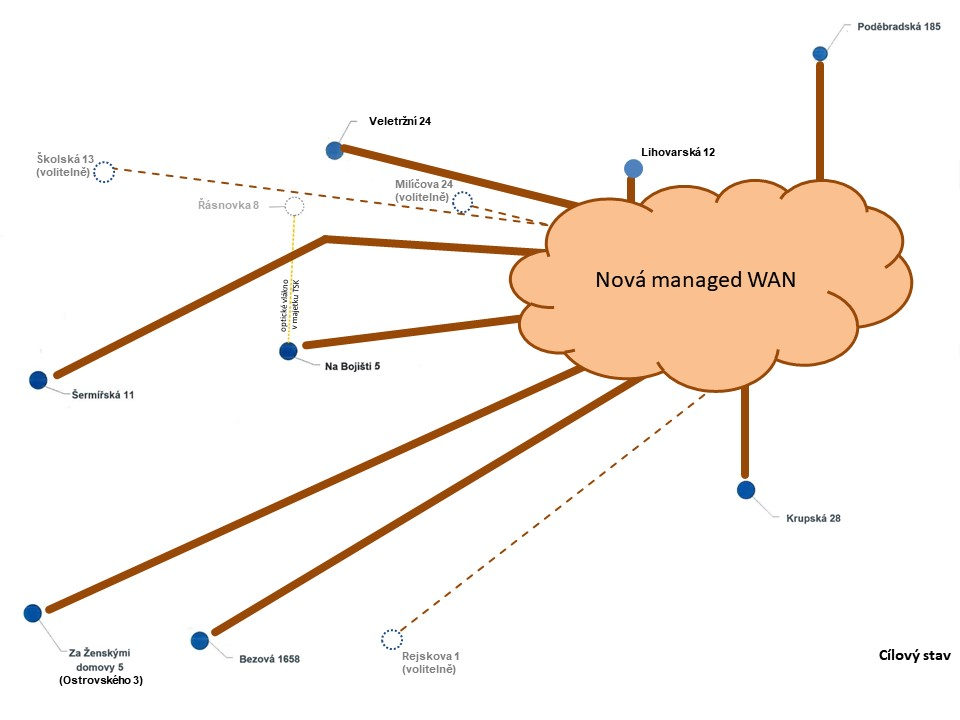 Poděbradská 185
Veletržní 24
Lihovarská 12
Školská 13
(volitelně)
Milíčova 24
(volitelně)
Řásnovka 8
Nová managed WAN
optické vlákno
v majetku TSK
Na Bojišti 5
Šermířská 11
Krupská 28
Za Ženskými
domovy 5
(Ostrovského 3)
Bezová 1658
Rejskova 1
(volitelně)
Cílový stav